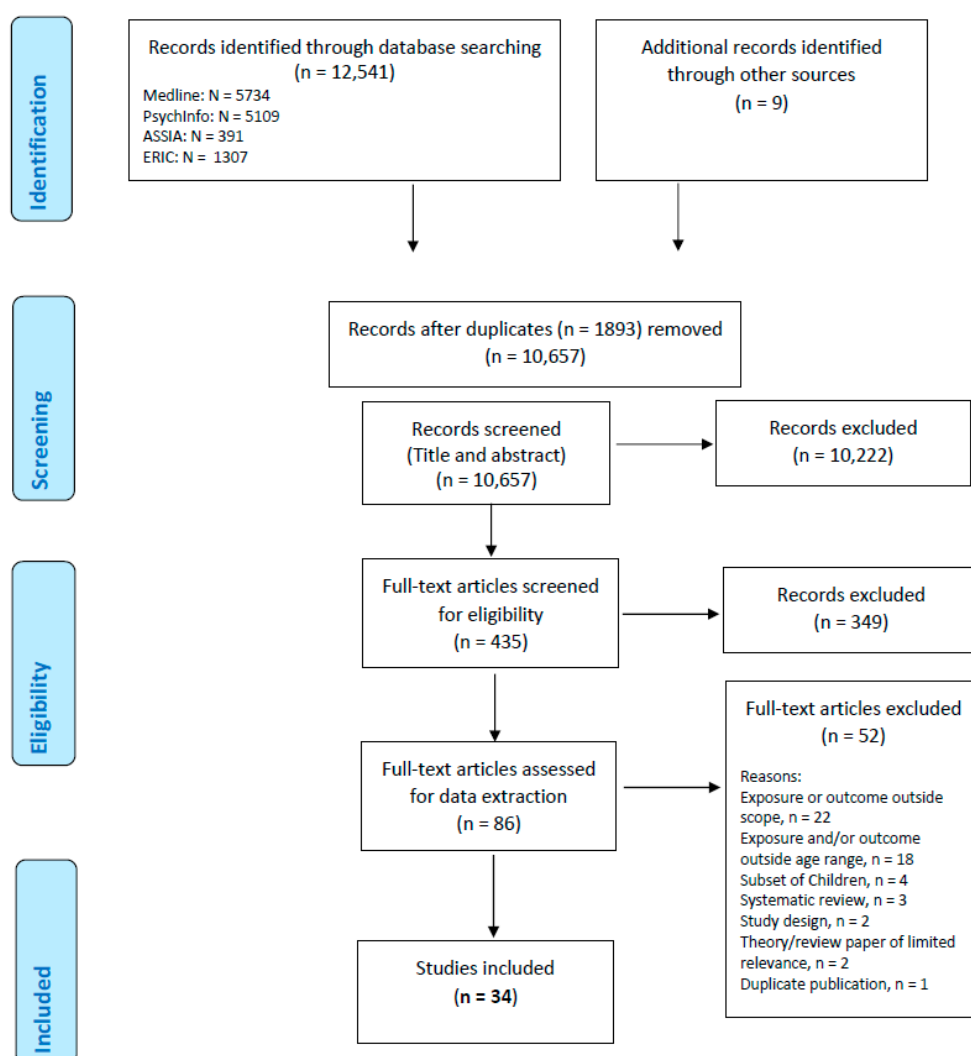 Identification
Records identified through database searching
(n = 12,541)
Medline: N = 5734
PsychInfo: N = 5109
ASSIA: N = 391
ERIC: N = 1307
Additional records identified
through other sources
(n = 9)
Screening
Records after duplicates (n = 1893) removed
(n = 10,657)
Records screened
(Title and abstract)
(n = 10,657)
Records excluded
(n = 10,222)
Eligibility
Full-text articles screened
for eligibility
(n = 435)
Records excluded
(n = 349)
Full-text articles assessed
for data extraction
(n = 86)
Full-text articles excluded
(n = 52)
Reasons:
Exposure or outcome outside
scope, n = 22
Exposure and/or outcome
outside age range, n = 18
Subset of Children, n = 4
Systematic review, n = 3
Study design, n = 2
Theory/review paper of limited
relevance, n = 2
Duplicate publication, n = 1
Included
Studies included
(n = 34)